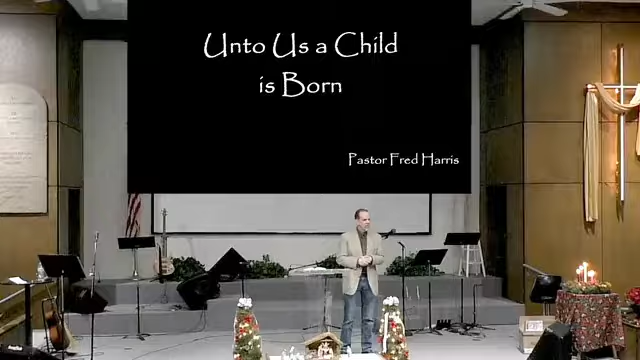 Unto Us a Child
is Born
Pastor Fred Harris